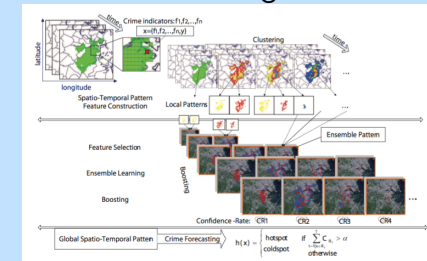 time
Crime indicators: f1,f2,...,fn
x=(f1,f2,...,fn,y)
Clustering
time
latitude
longitude
...
Spatio-Temporal Pattern
Feature Construction
Local Patterns
...
Ensemble Pattern
Feature Selection
Ensemble Learning
Boosting
Boosting
...
Confidence -Rate: CR1 CR2 CR3 CR4
Global Spatio-Temporal Pattern
Crime Forecasting
h(x) =
hotspot if
coldspot otherwise